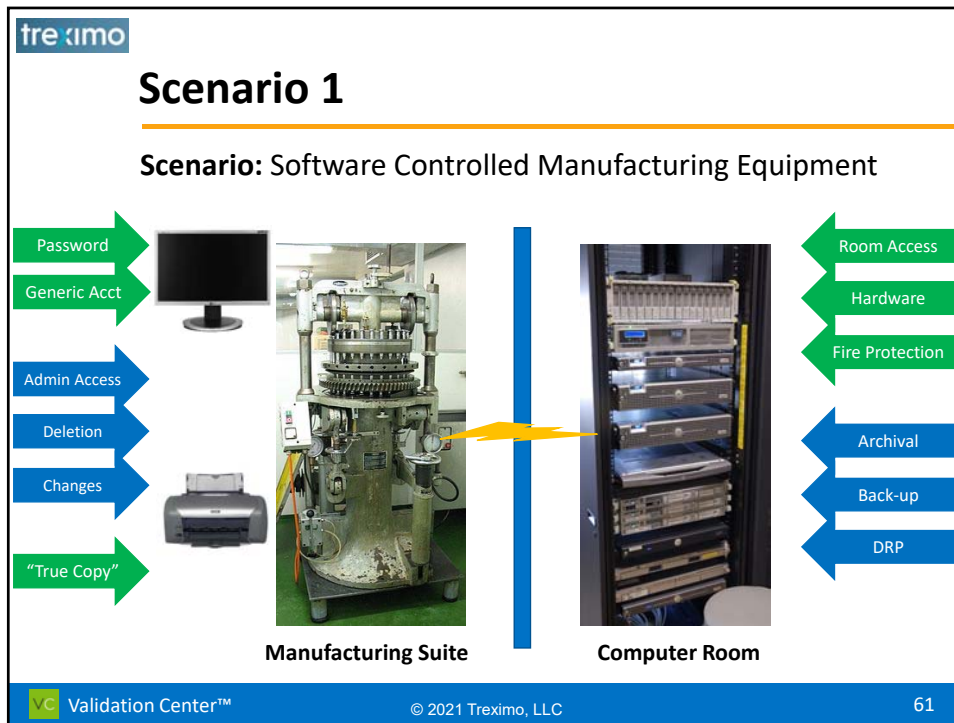 treximo
Scenario 1
Scenario: Software Controlled Manufacturing Equipment
Password
Generic Acct
Admin Access
Deletion
Changes
“True Copy”
Room Access
Hardware
Fire Protection
Archival
Back-up
DRP
Manufacturing Suite
Computer Room
VC Validation Center™
© 2021 Treximo, LLC
61